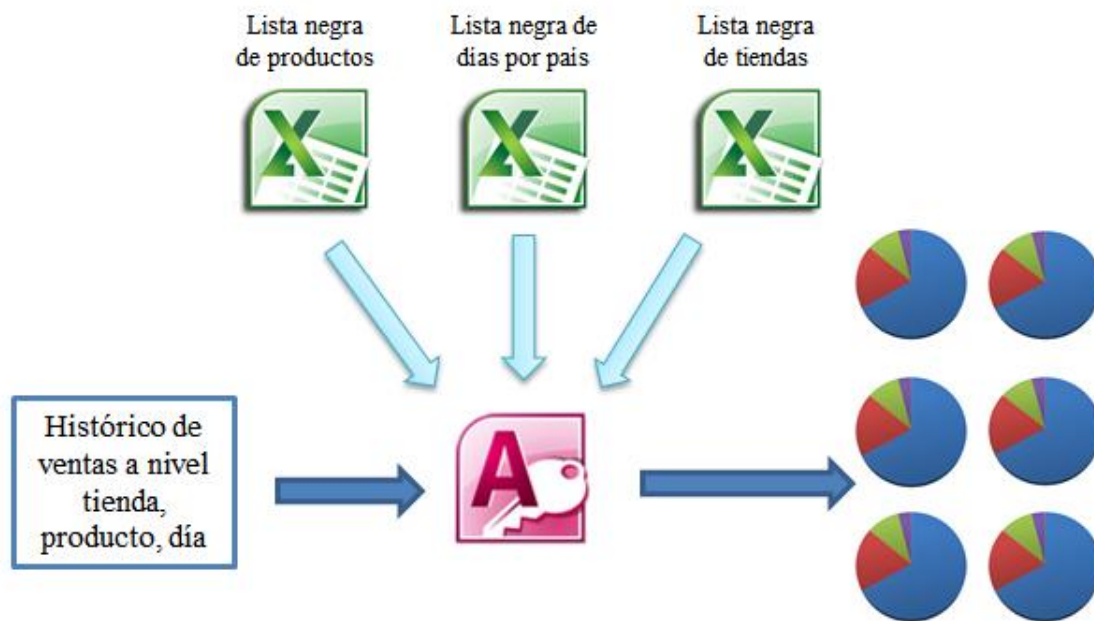 Lista negra
de productos
Lista negra de
días por país
Lista negra
de tiendas
Histórico de
ventas a nivel
tienda,
producto, día
X
X
X
A